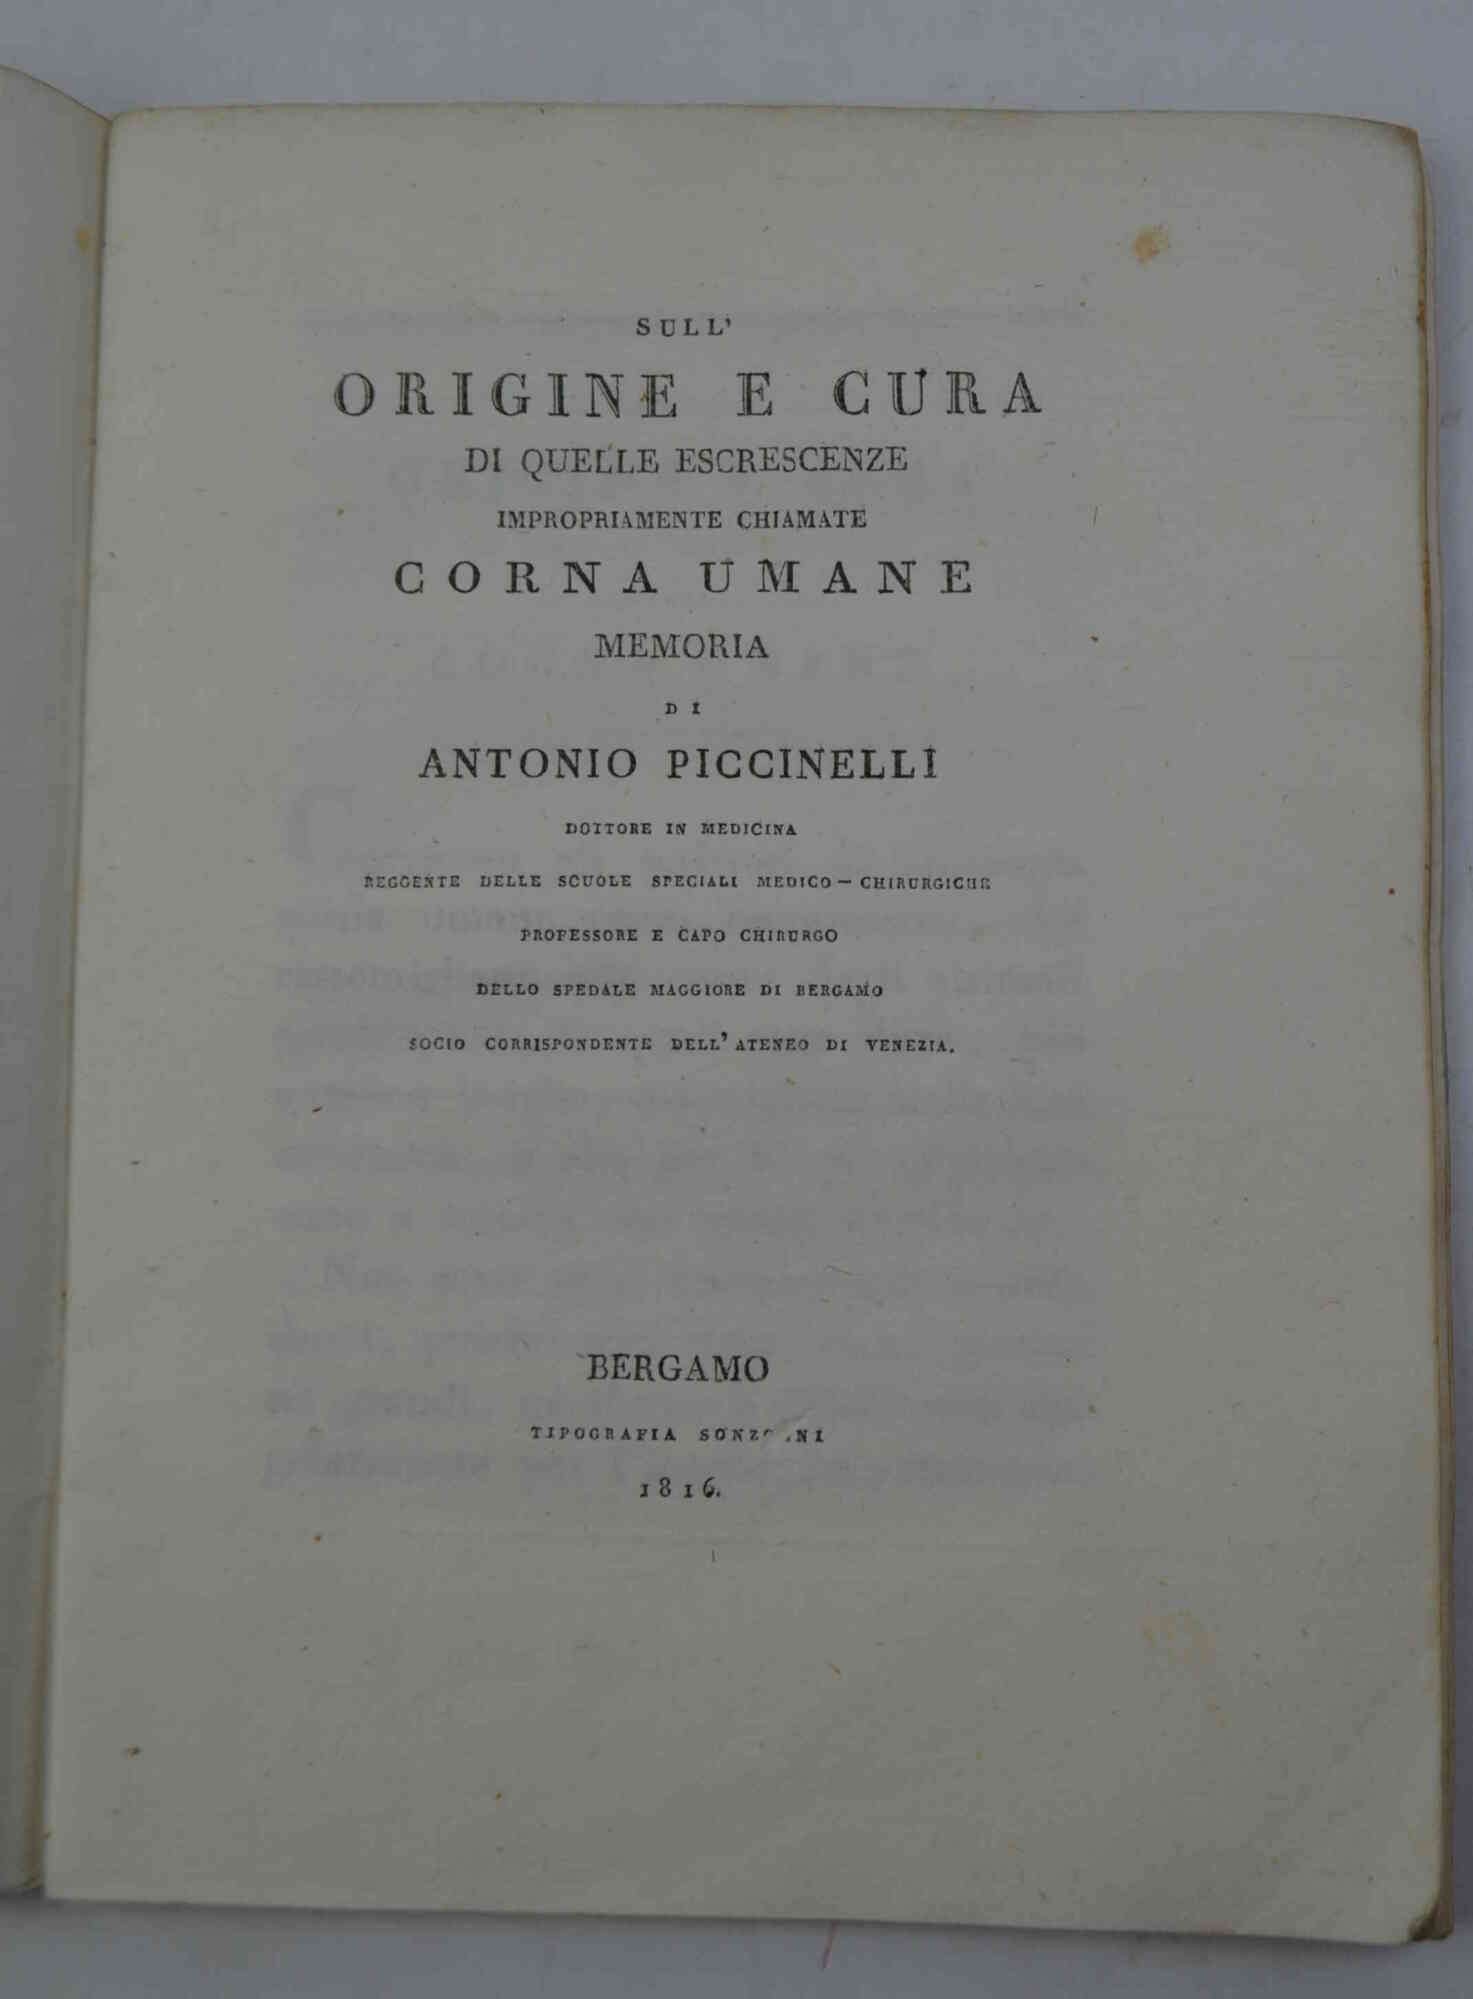 SULL'
ORIGINE E CURA
DI QUELLE ESCRESCENZE
IMPROPRIAMENTE CHIAMATE
CORNA UMANE
MEMORIA
DI
ANTONIO PICCINELLI
DOTTORE IN MEDICINA
REGGENTE DELLE SCUOLE SPECIALI MEDICO — CHIRURGICHE
PROFESSORE E CAPO CHIRURGO
DELLO SPEDALE MAGGIORE DI BERGAMO
SOCIO CORRISPONDENTE DELL' ATENEO DI VENEZIA.
BERGAMO
TIPOGRAFIA
1816.